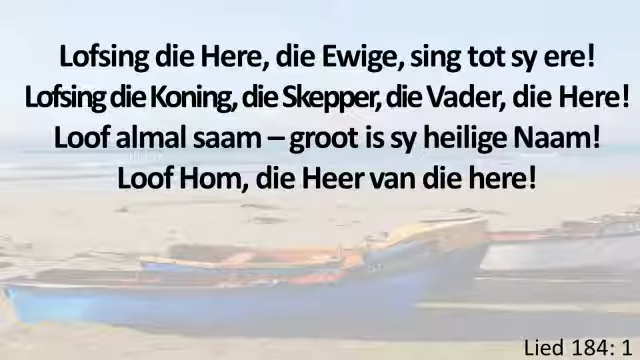 Lofsing die Here, die Ewige, sing tot sy ere!
Lofsing die Koning, die Skepper, die Vader, die Here!
Loof almal saam – groot is sy heilige Naam!
Loof Hom, die Heer van die here!
Lied 184: 1